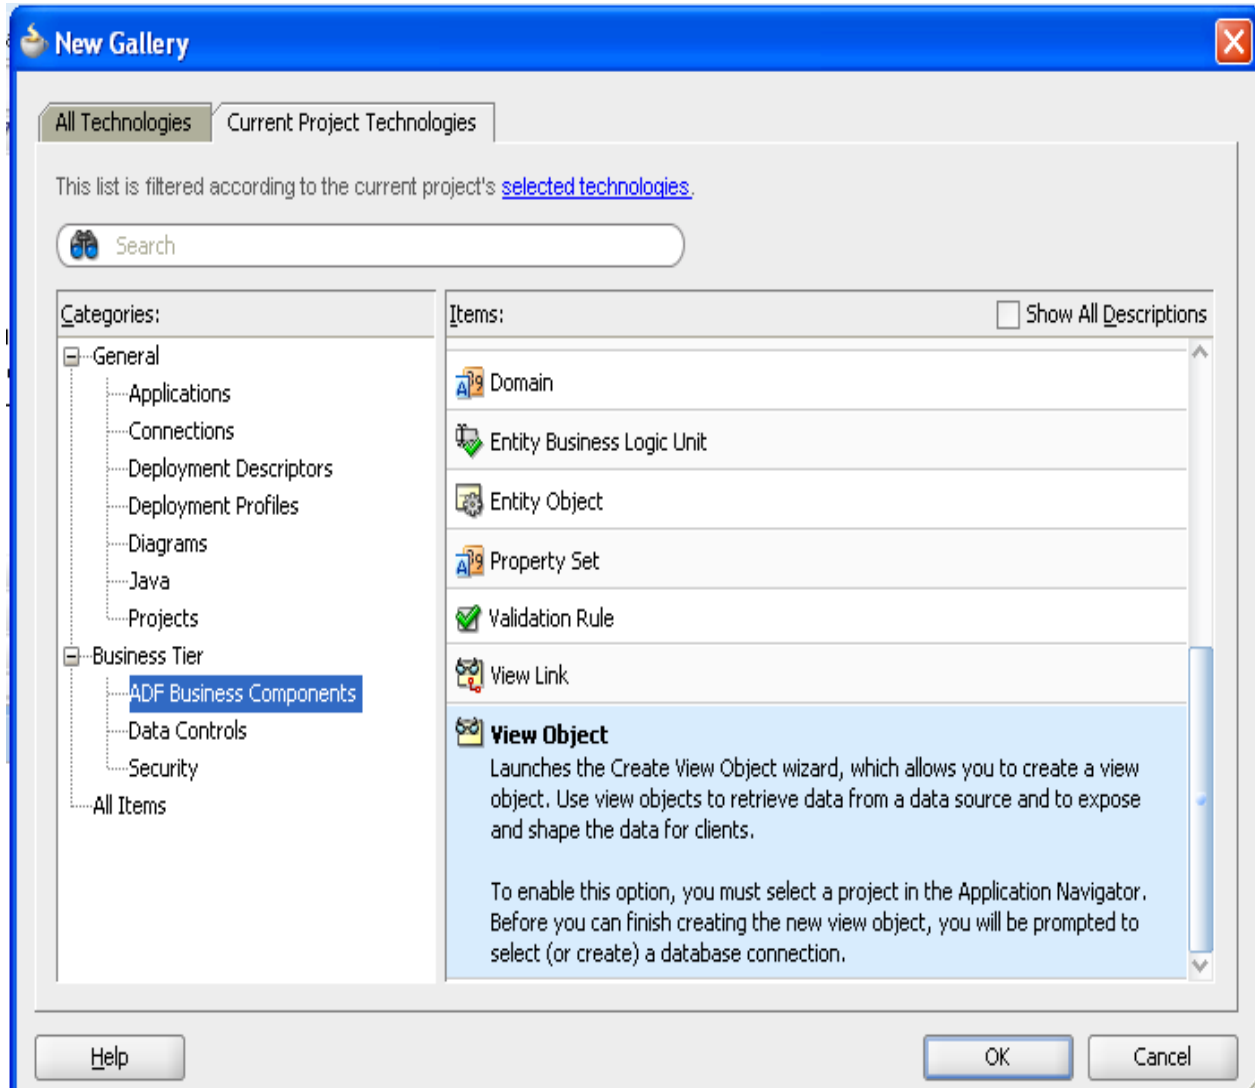 New Gallery
All Technologies
Current Project Technologies
This list is filtered according to the current project's selected technologies.
Search
Categories:
General
Applications
Connections
Deployment Descriptors
Deployment Profiles
Diagrams
Java
Projects
Business Tier
ADF Business Components
Data Controls
Security
All Items
Items:
Show All Descriptions
Domain
Entity Business Logic Unit
Entity Object
Property Set
Validation Rule
View Link
View Object
Launches the Create View Object wizard, which allows you to create a view
object. Use view objects to retrieve data from a data source and to expose
and shape the data for clients.
To enable this option, you must select a project in the Application Navigator.
Before you can finish creating the new view object, you will be prompted to
select (or create) a database connection.
Help
OK
Cancel